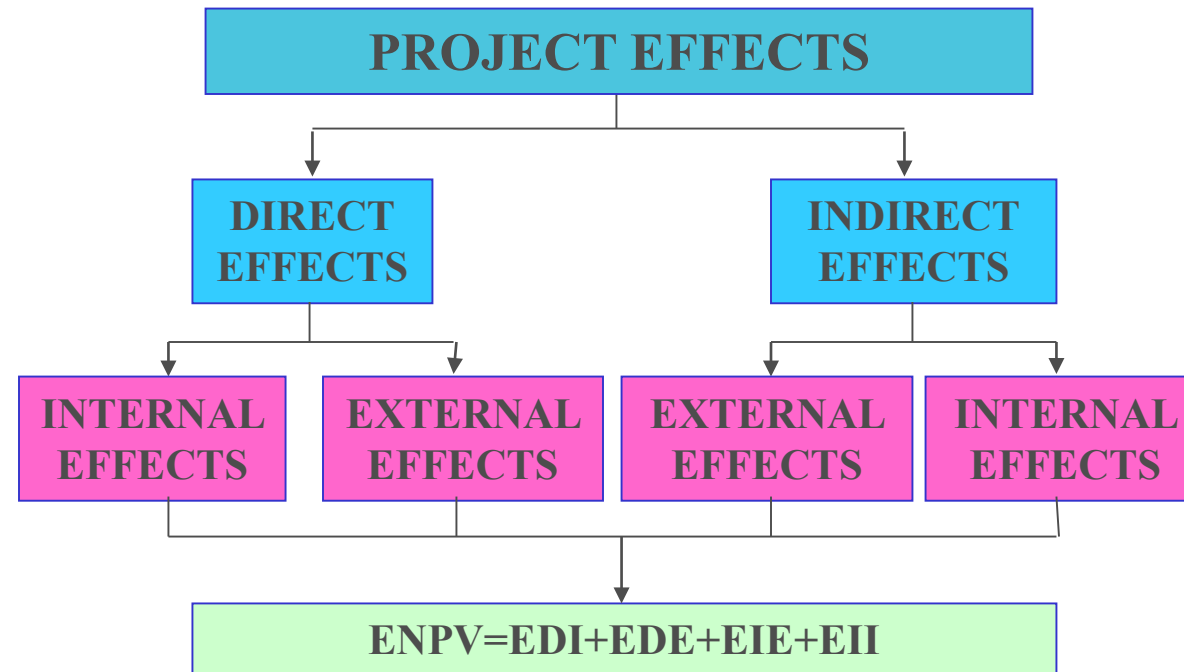 PROJECT EFFECTS
DIRECT
EFFECTS
INDIRECT
EFFECTS
INTERNAL
EFFECTS
EXTERNAL
EFFECTS
EXTERNAL
EFFECTS
INTERNAL
EFFECTS
ENPV=EDI+EDE+EIE+EII